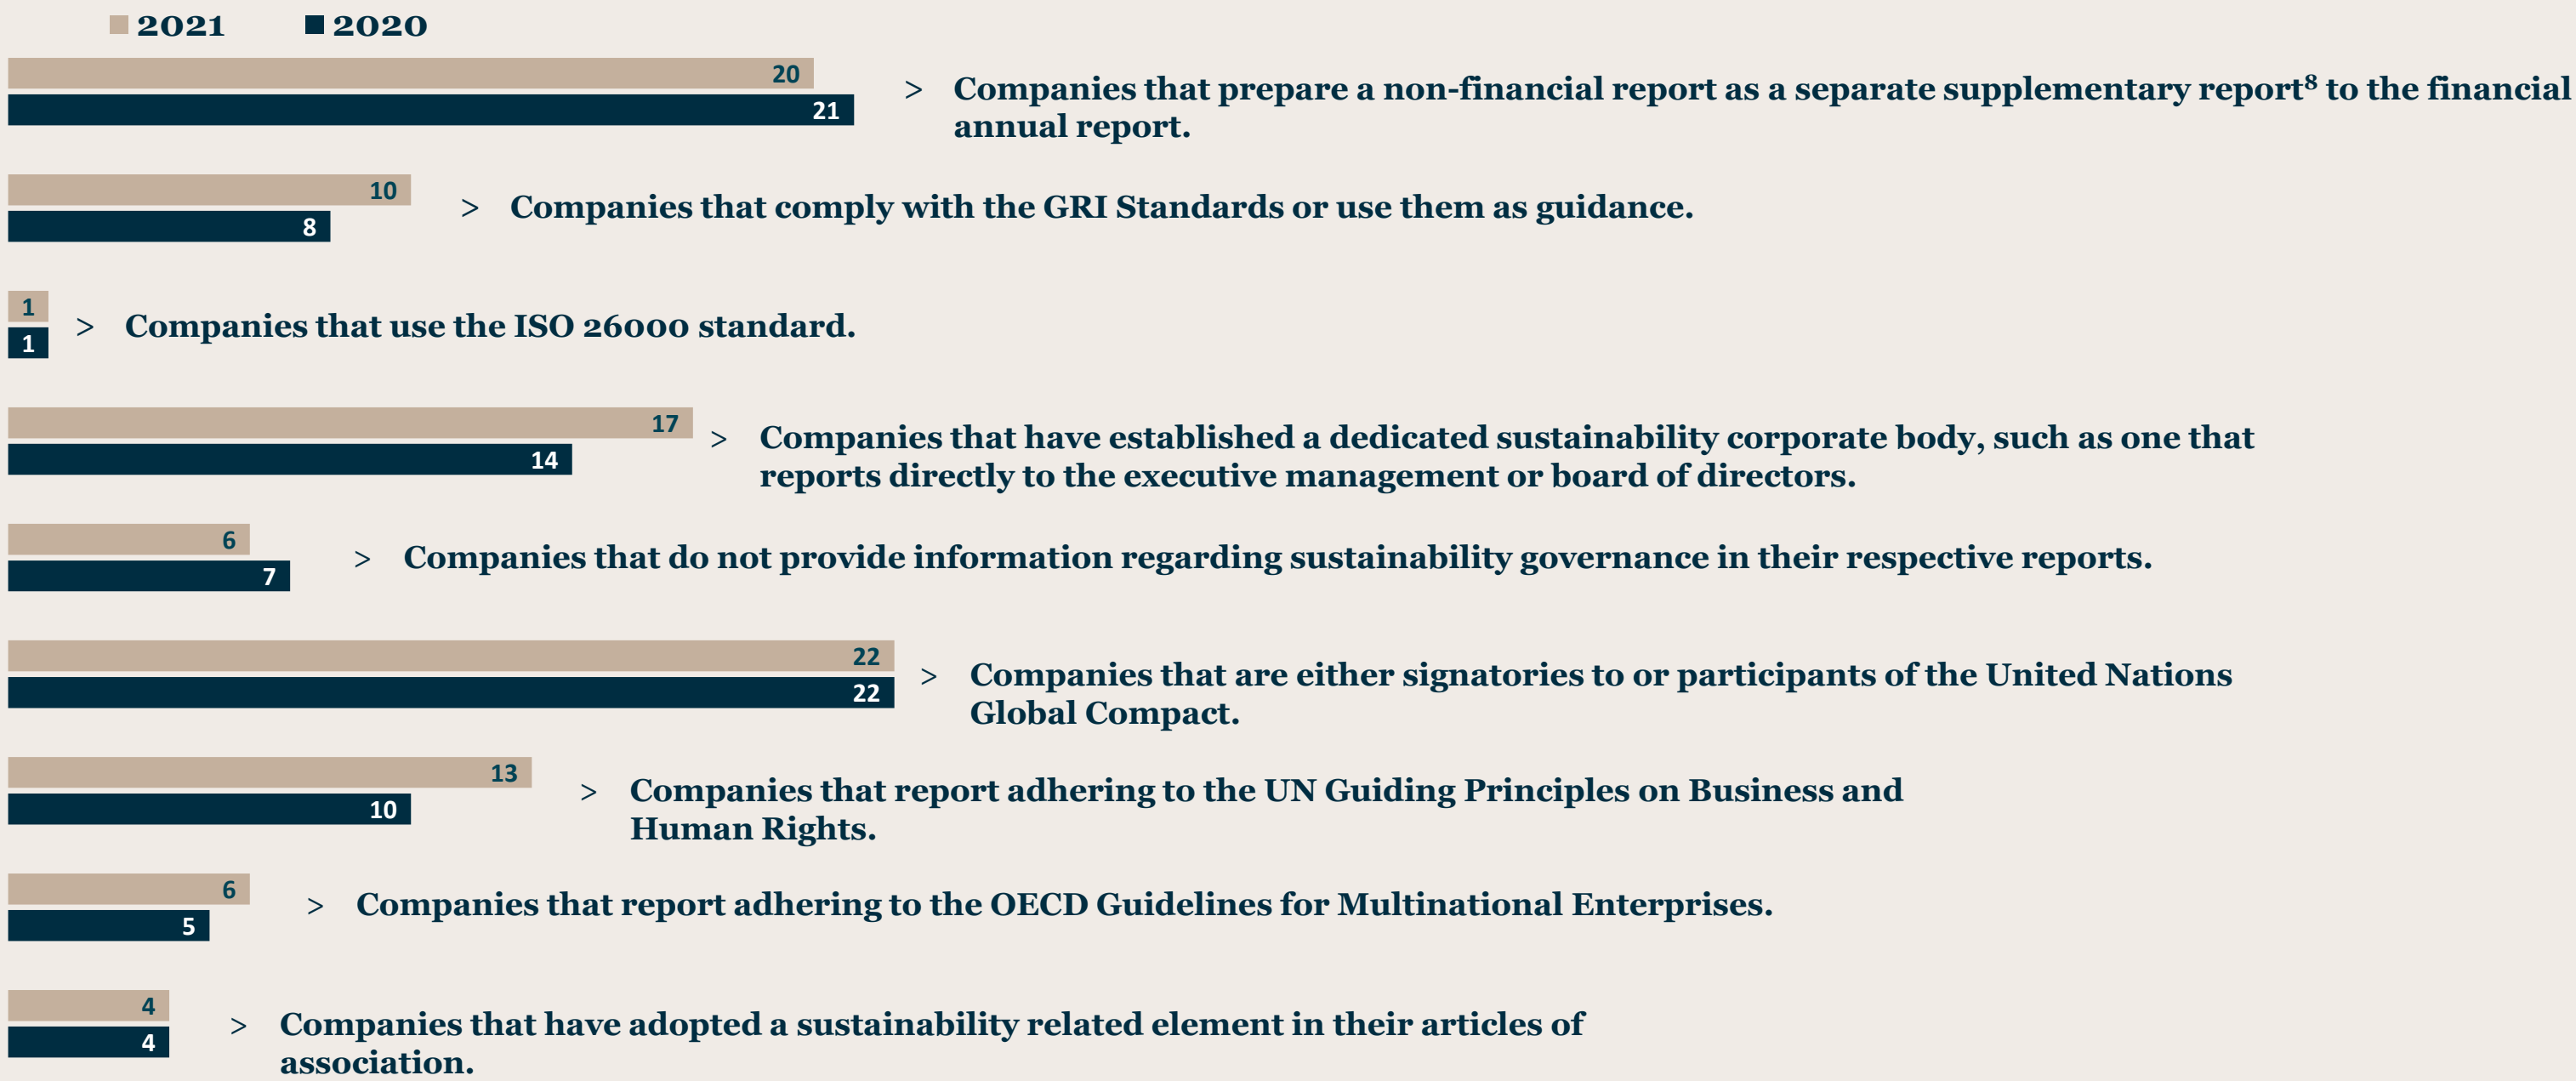 2021 2020
20
21
> Companies that prepare a non-financial report as a separate supplementary report⁸ to the financial
annual report.
10
8
> Companies that comply with the GRI Standards or use them as guidance.
1
1
> Companies that use the ISO 26000 standard.
17
14
> Companies that have established a dedicated sustainability corporate body, such as one that
reports directly to the executive management or board of directors.
6
7
> Companies that do not provide information regarding sustainability governance in their respective reports.
22
22
> Companies that are either signatories to or participants of the United Nations
Global Compact.
13
10
> Companies that report adhering to the UN Guiding Principles on Business and
Human Rights.
6
5
> Companies that report adhering to the OECD Guidelines for Multinational Enterprises.
4
4
> Companies that have adopted a sustainability related element in their articles of
association.